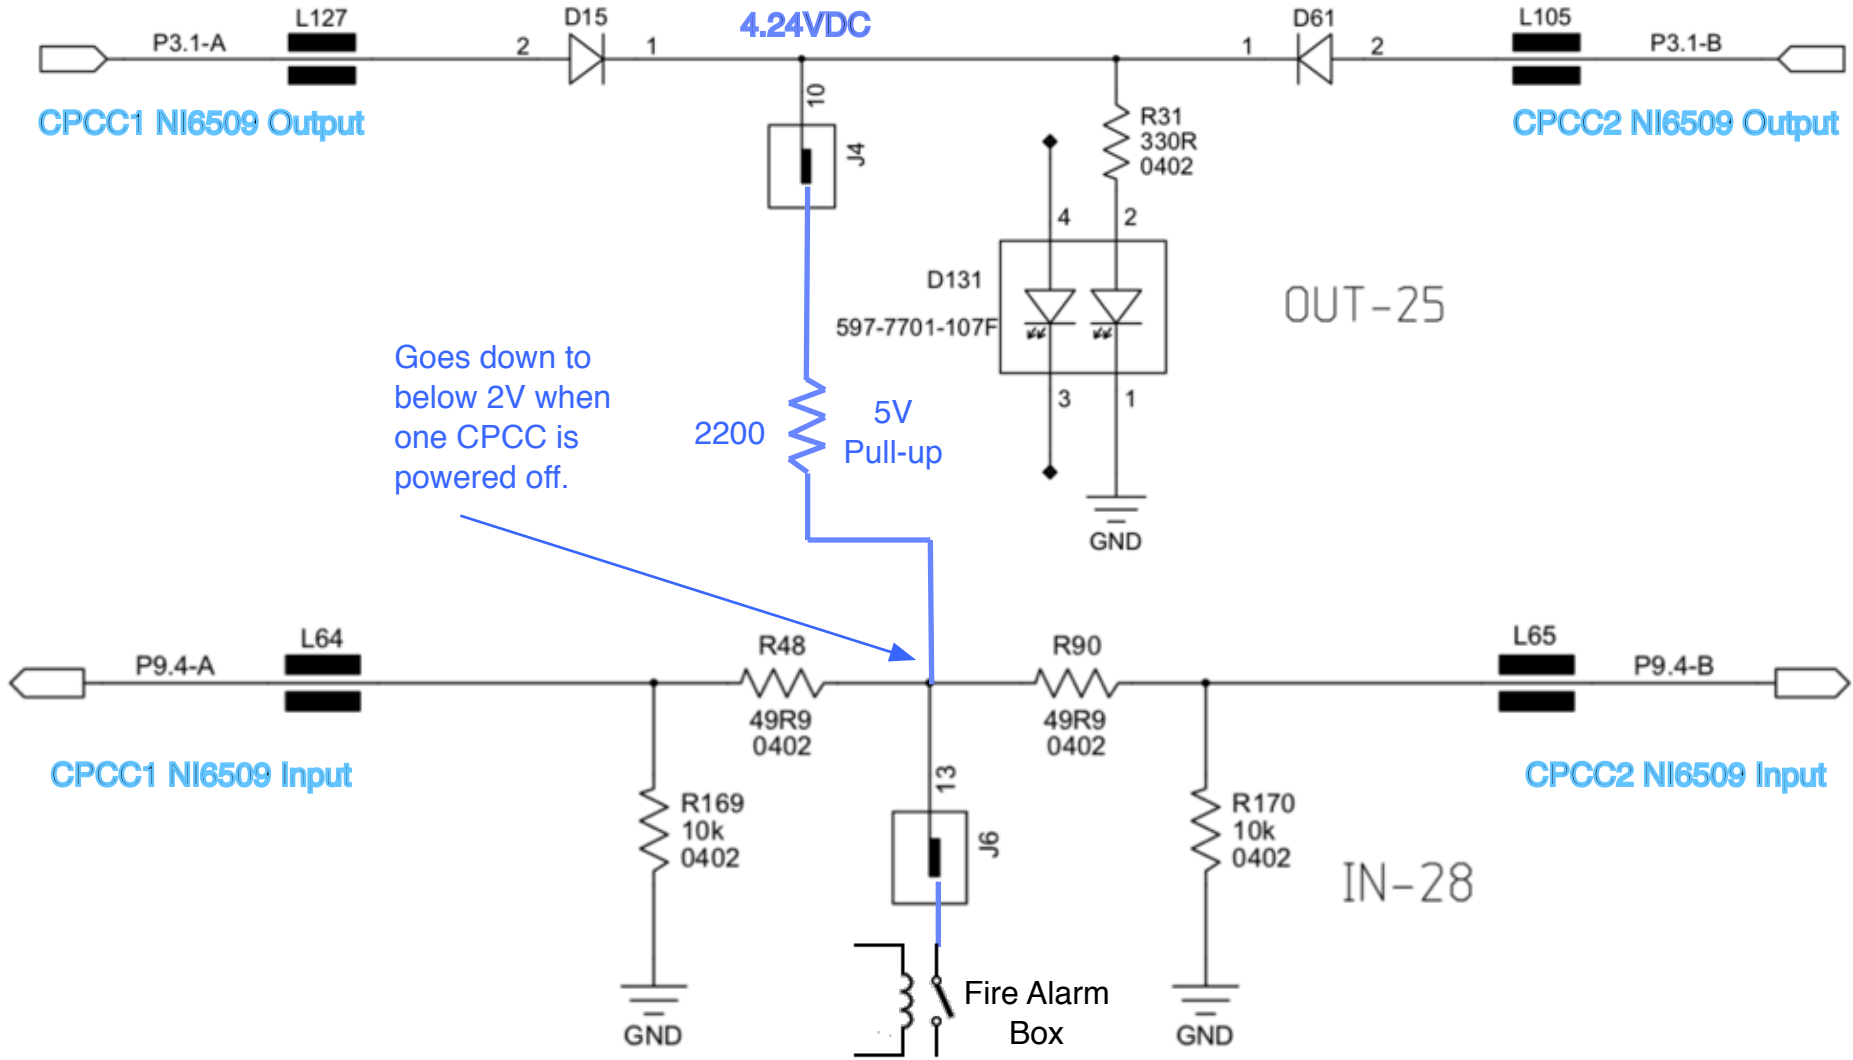 L127
D15
4.24VDC
D61
L105
P3.1-A
2
1
1
2
P3.1-B
CPCC1 NI6509 Output
CPCC2 NI6509 Output
10
J4
R31
330R
0402
4
2
D131
597-7701-107F
OUT-25
3
1
GND
Goes down to
below 2V when
one CPCC is
powered off.
2200
5V
Pull-up
L64
P9.4-A
R48
R90
L65
P9.4-B
49R9
0402
49R9
0402
CPCC1 NI6509 Input
CPCC2 NI6509 Input
13
J6
R169
10k
0402
R170
10k
0402
IN-28
GND
Fire Alarm
Box
GND